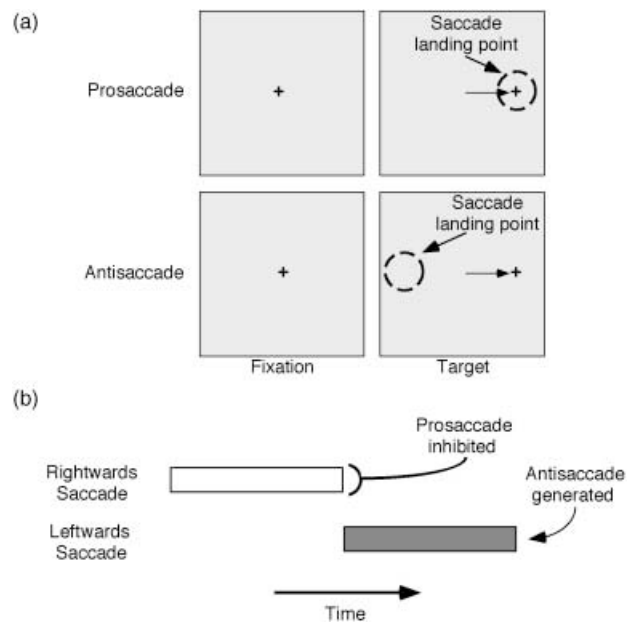 (a)
Prosaccade
Saccade
landing point
Antisaccade
Saccade
landing point
Fixation
Target
(b)
Prosaccade
inhibited
Rightwards
Saccade
Antisaccade
generated
Leftwards
Saccade
Time